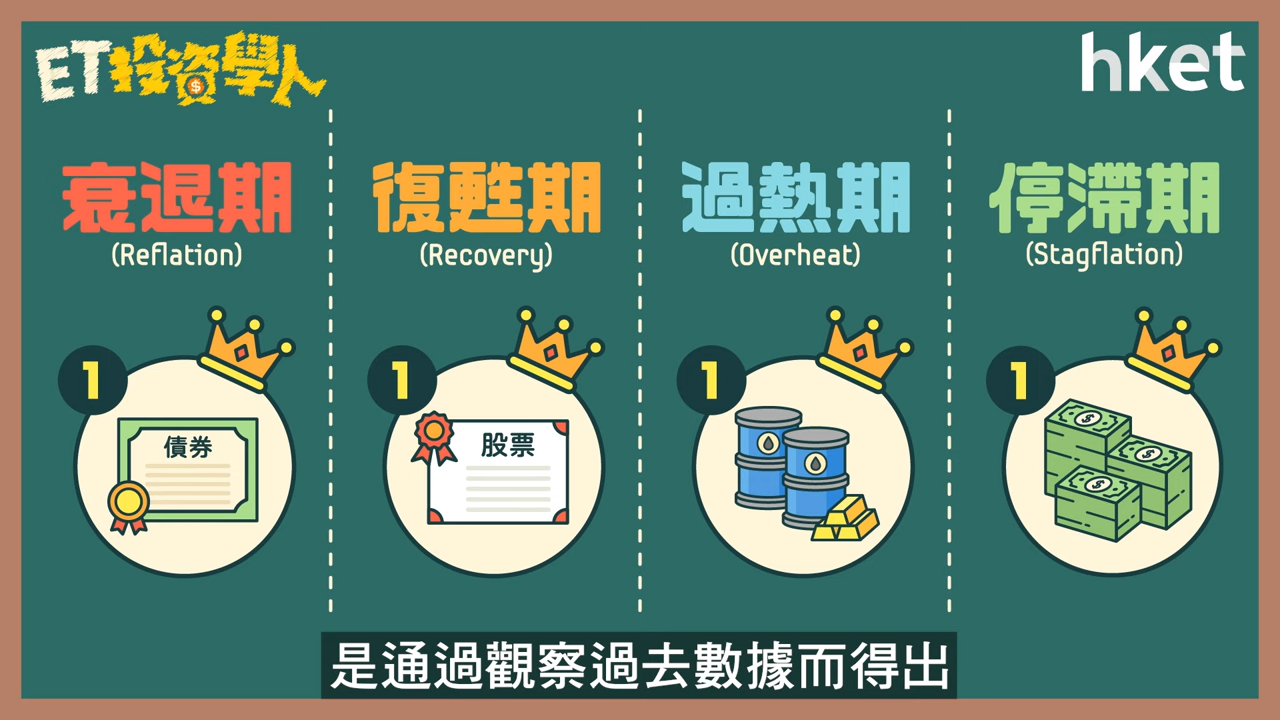 ET投資學人
hket
衰退期
(Reflation)
1
債券
復甦期
(Recovery)
1
股票
過熱期
(Overheat)
1
停滯期
(Stagflation)
1
是通過觀察過去數據而得出